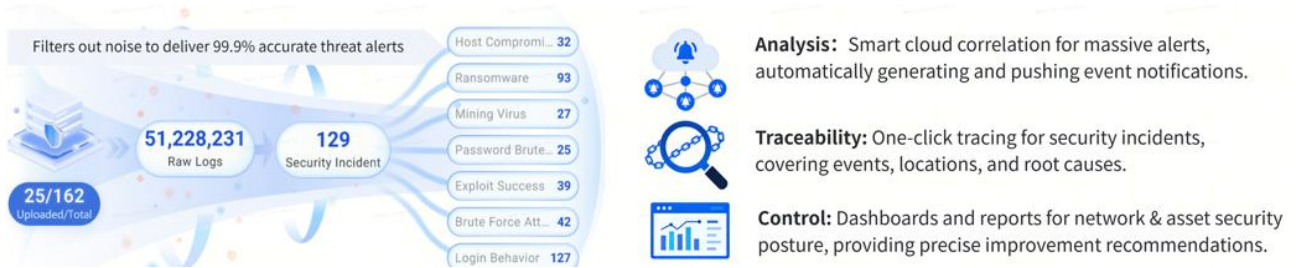 Filters out noise to deliver 99.9% accurate threat alerts
25/162
Uploaded/Total
51,228,231
Raw Logs
129
Security Incident
Host Compromi... 32
Ransomware 93
Mining Virus 27
Password Brute... 25
Exploit Success 39
Brute Force Att... 42
Login Behavior 127
Analysis: Smart cloud correlation for massive alerts,
automatically generating and pushing event notifications.
Traceability: One-click tracing for security incidents,
covering events, locations, and root causes.
Control: Dashboards and reports for network & asset security
posture, providing precise improvement recommendations.